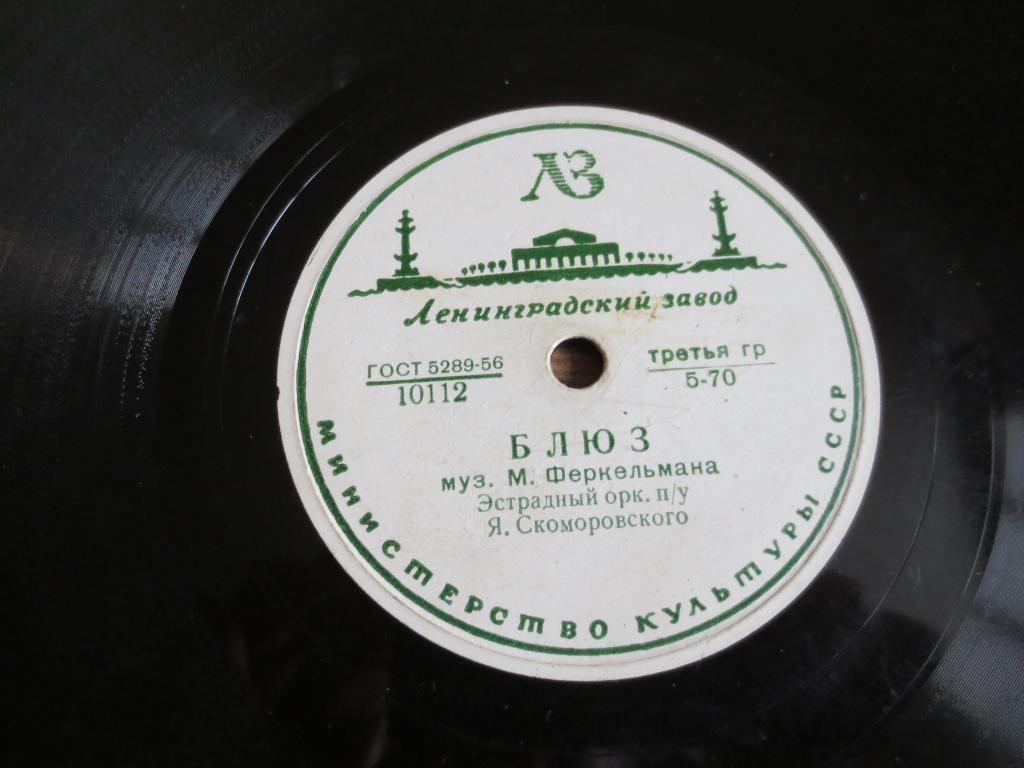 ЛЗ
Ленинградский завод
ГОСТ 5289-56
10112
третья гр
5-70
БЛЮЗ
муз. М. Феркельмана
Эстрадный орк. п/у
Я. Скоморовского
МИНИСТЕРСТВО КУЛЬТУРЫ СССР